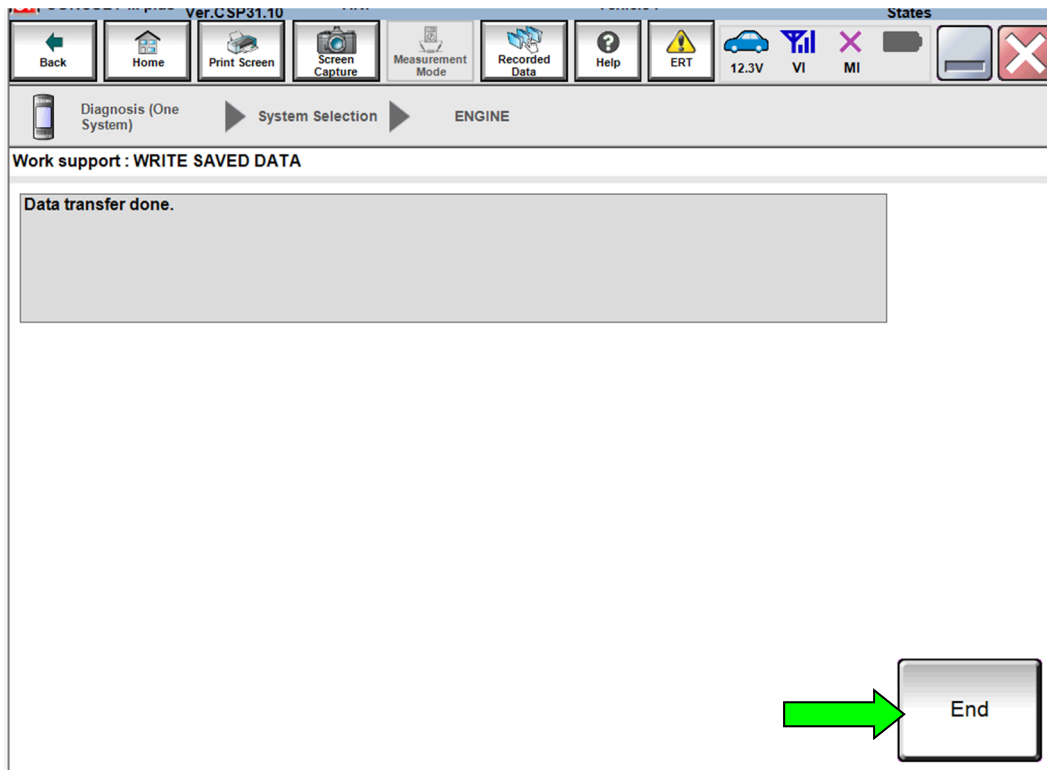 Ver.CSP31.10
States
Back
Home
Print Screen
Screen
Capture
Measurement
Mode
Recorded
Data
Help
ERT
12.3V
VI
MI
Diagnosis (One
System)
System Selection
ENGINE
Work support : WRITE SAVED DATA
Data transfer done.
End